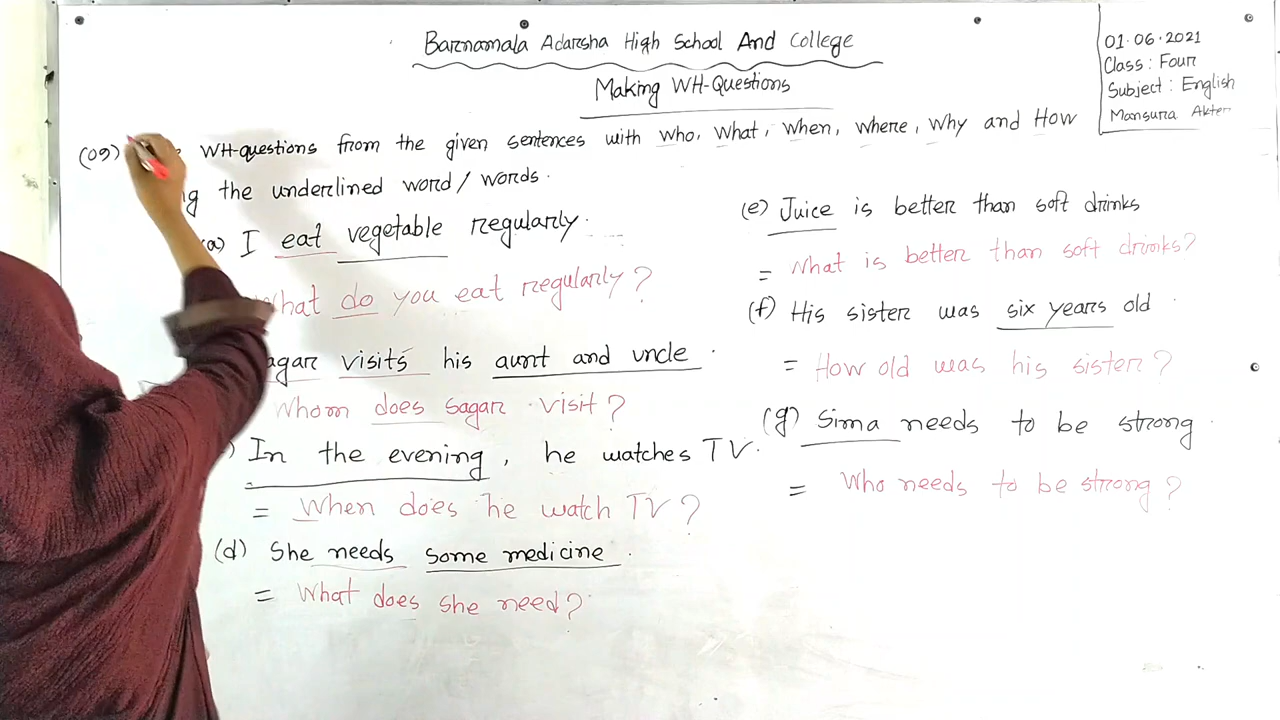 Barnamala Adarsha High School And College
Making WH-Questions
01.06.2021
Class: Four
Subject: English
Mansura Akter
(09) WH-questions from the given sentences with who, What, When, Where, Why and How
the underlined word/words.
(a) I eat vegetable regularly.
What do you eat regularly?
visits his aunt and uncle.
Whom does Sagar visit?
In the evening, he watches TV.
= When does he watch TV?
(d) She needs some medicine.
= What does she need?
(e) Juice is better than soft drinks
= What is better than soft drinks?
(f) His sister was six years old
= How old was his sister?
(g) Sima needs to be strong
= Who needs to be strong?